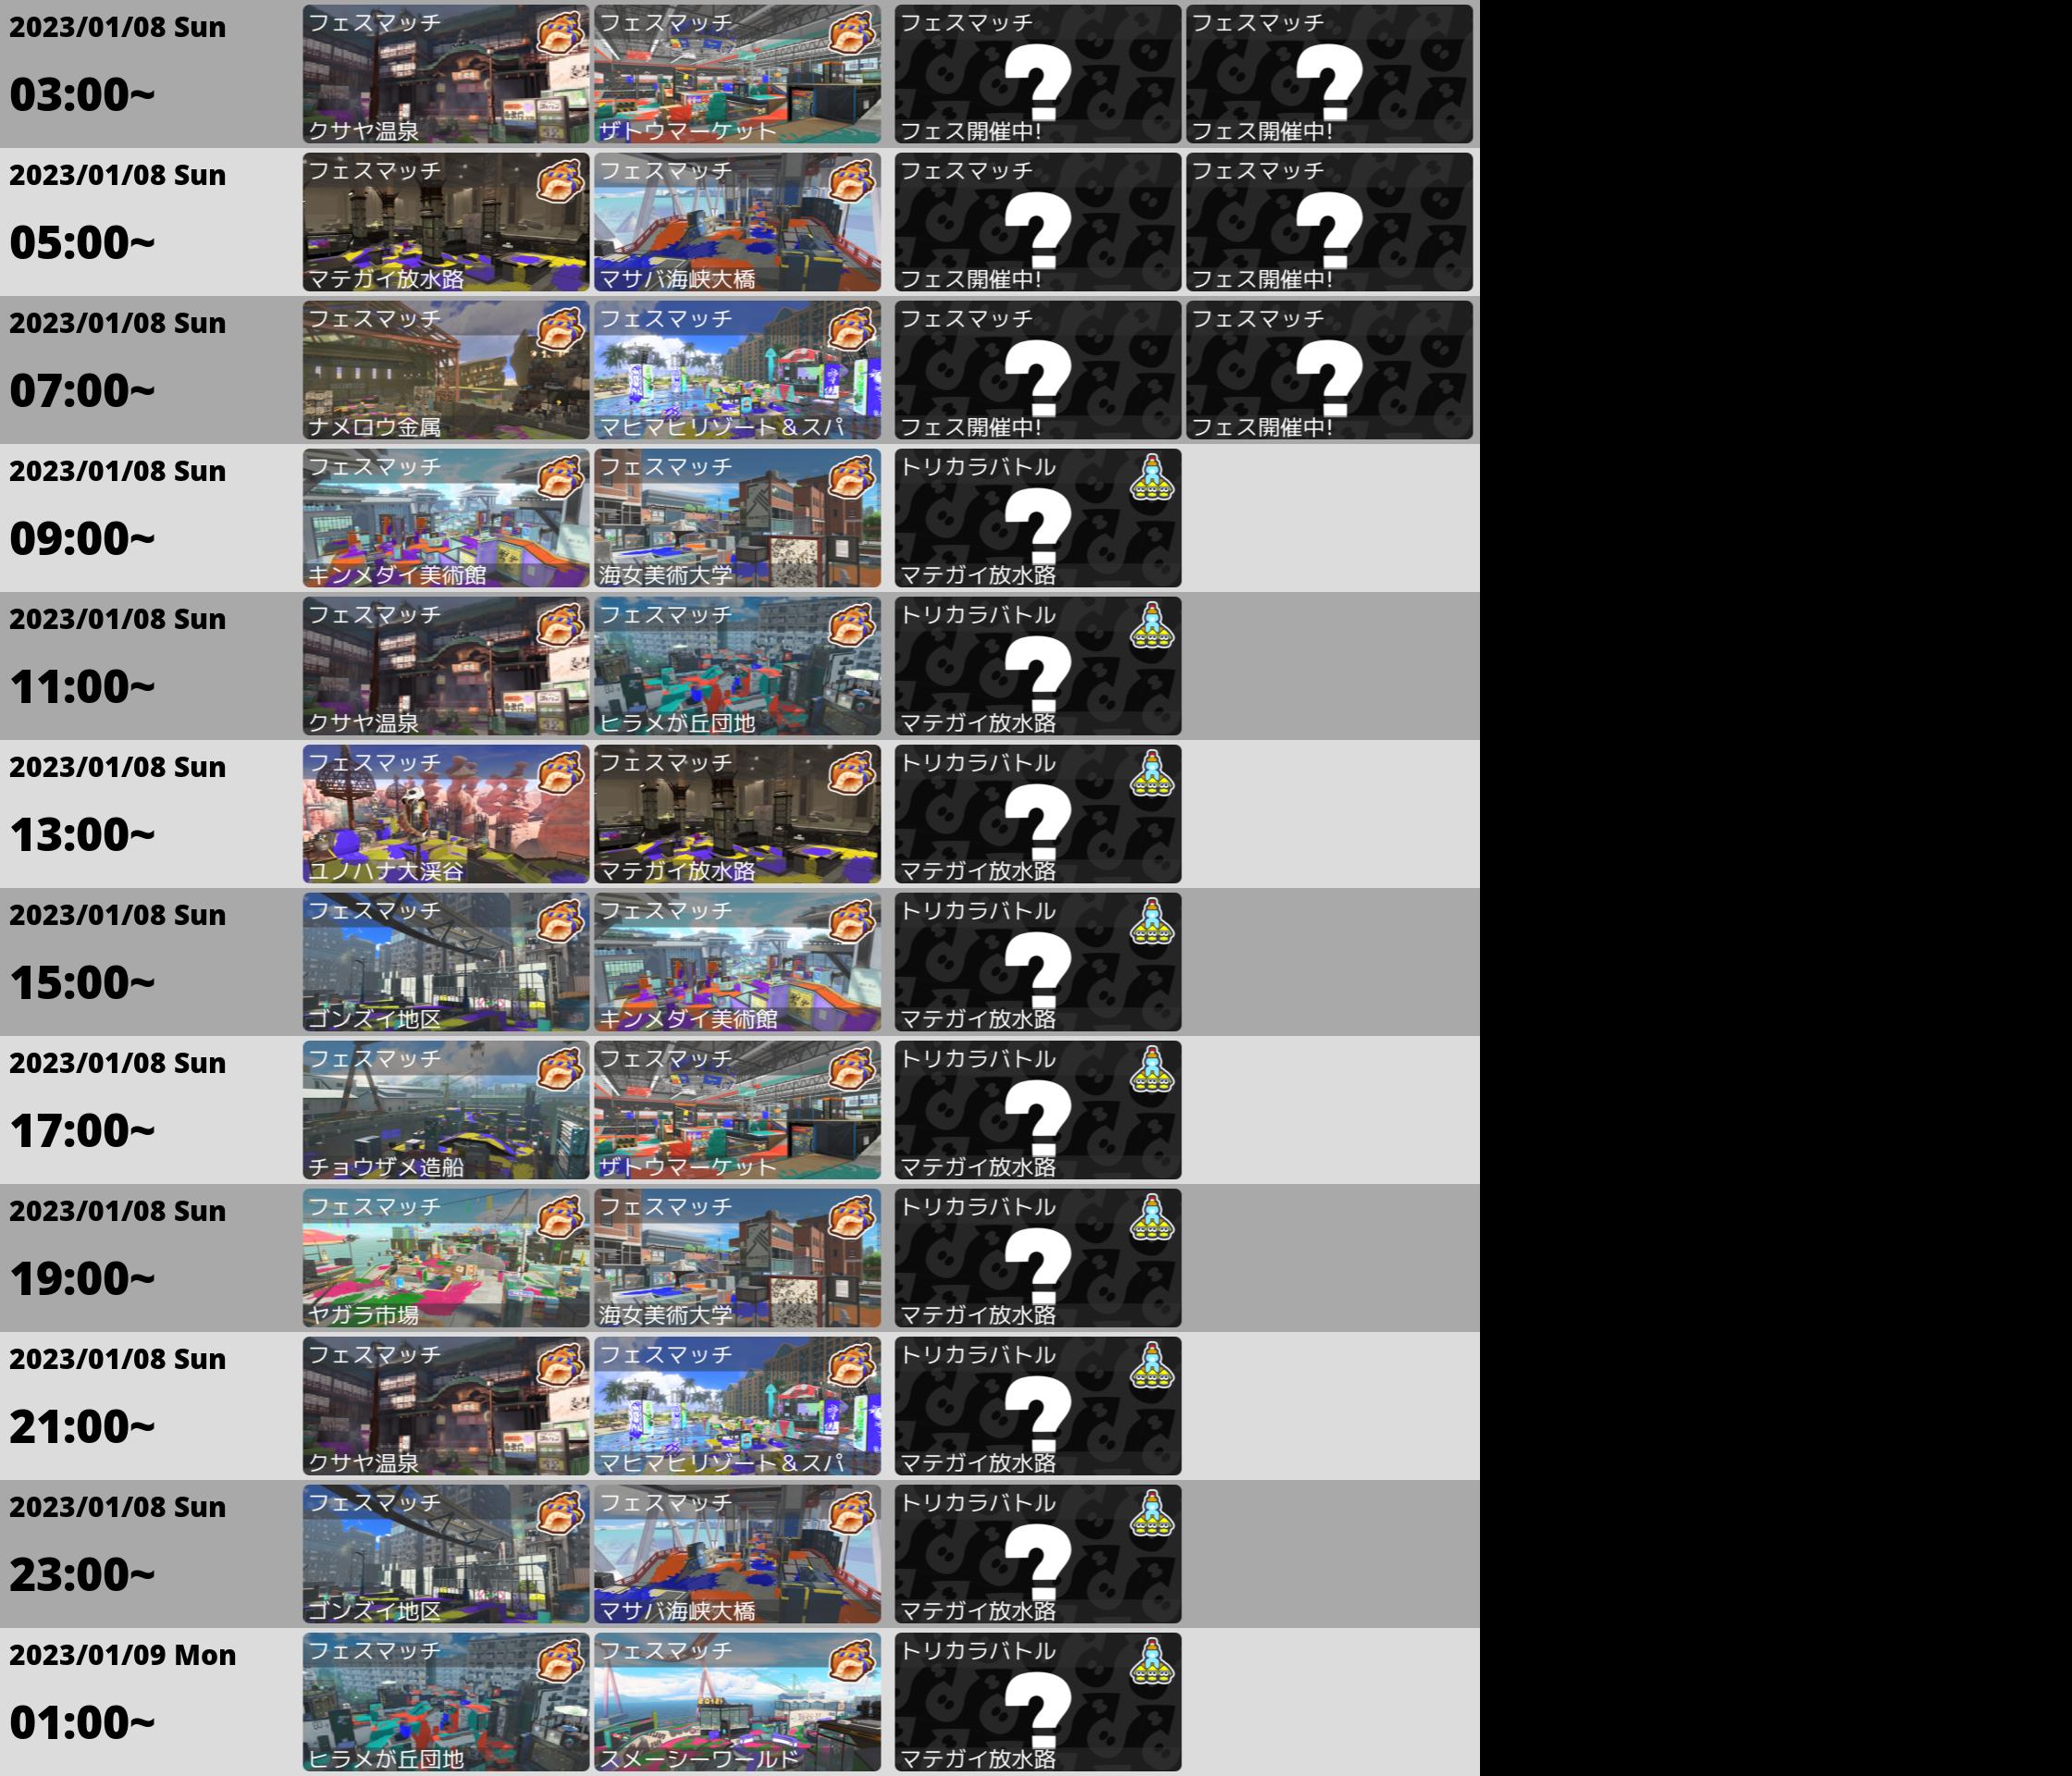 2023/01/08 Sun
03:00~
フェスマッチ
クサヤ温泉
フェスマッチ
ザトウマーケット
フェスマッチ
フェス開催中!
フェスマッチ
フェス開催中!
2023/01/08 Sun
05:00~
フェスマッチ
マテガイ放水路
フェスマッチ
マサバ海峡大橋
フェスマッチ
フェス開催中!
フェスマッチ
フェス開催中!
2023/01/08 Sun
07:00~
フェスマッチ
ナメロウ金属
フェスマッチ
マヒマヒリゾート＆スパ
フェスマッチ
フェス開催中!
フェスマッチ
フェス開催中!
2023/01/08 Sun
09:00~
フェスマッチ
キンメダイ美術館
フェスマッチ
海女美術大学
トリカラバトル
マテガイ放水路
2023/01/08 Sun
11:00~
フェスマッチ
クサヤ温泉
フェスマッチ
ヒラメが丘団地
トリカラバトル
マテガイ放水路
2023/01/08 Sun
13:00~
フェスマッチ
ユノハナ大渓谷
フェスマッチ
マテガイ放水路
トリカラバトル
マテガイ放水路
2023/01/08 Sun
15:00~
フェスマッチ
ゴンズイ地区
フェスマッチ
キンメダイ美術館
トリカラバトル
マテガイ放水路
2023/01/08 Sun
17:00~
フェスマッチ
チョウザメ造船
フェスマッチ
ザトウマーケット
トリカラバトル
マテガイ放水路
2023/01/08 Sun
19:00~
フェスマッチ
ヤガラ市場
フェスマッチ
海女美術大学
トリカラバトル
マテガイ放水路
2023/01/08 Sun
21:00~
フェスマッチ
クサヤ温泉
フェスマッチ
マヒマヒリゾート＆スパ
トリカラバトル
マテガイ放水路
2023/01/08 Sun
23:00~
フェスマッチ
ゴンズイ地区
フェスマッチ
マサバ海峡大橋
トリカラバトル
マテガイ放水路
2023/01/09 Mon
01:00~
フェスマッチ
ヒラメが丘団地
フェスマッチ
スメーシーワールド
トリカラバトル
マテガイ放水路